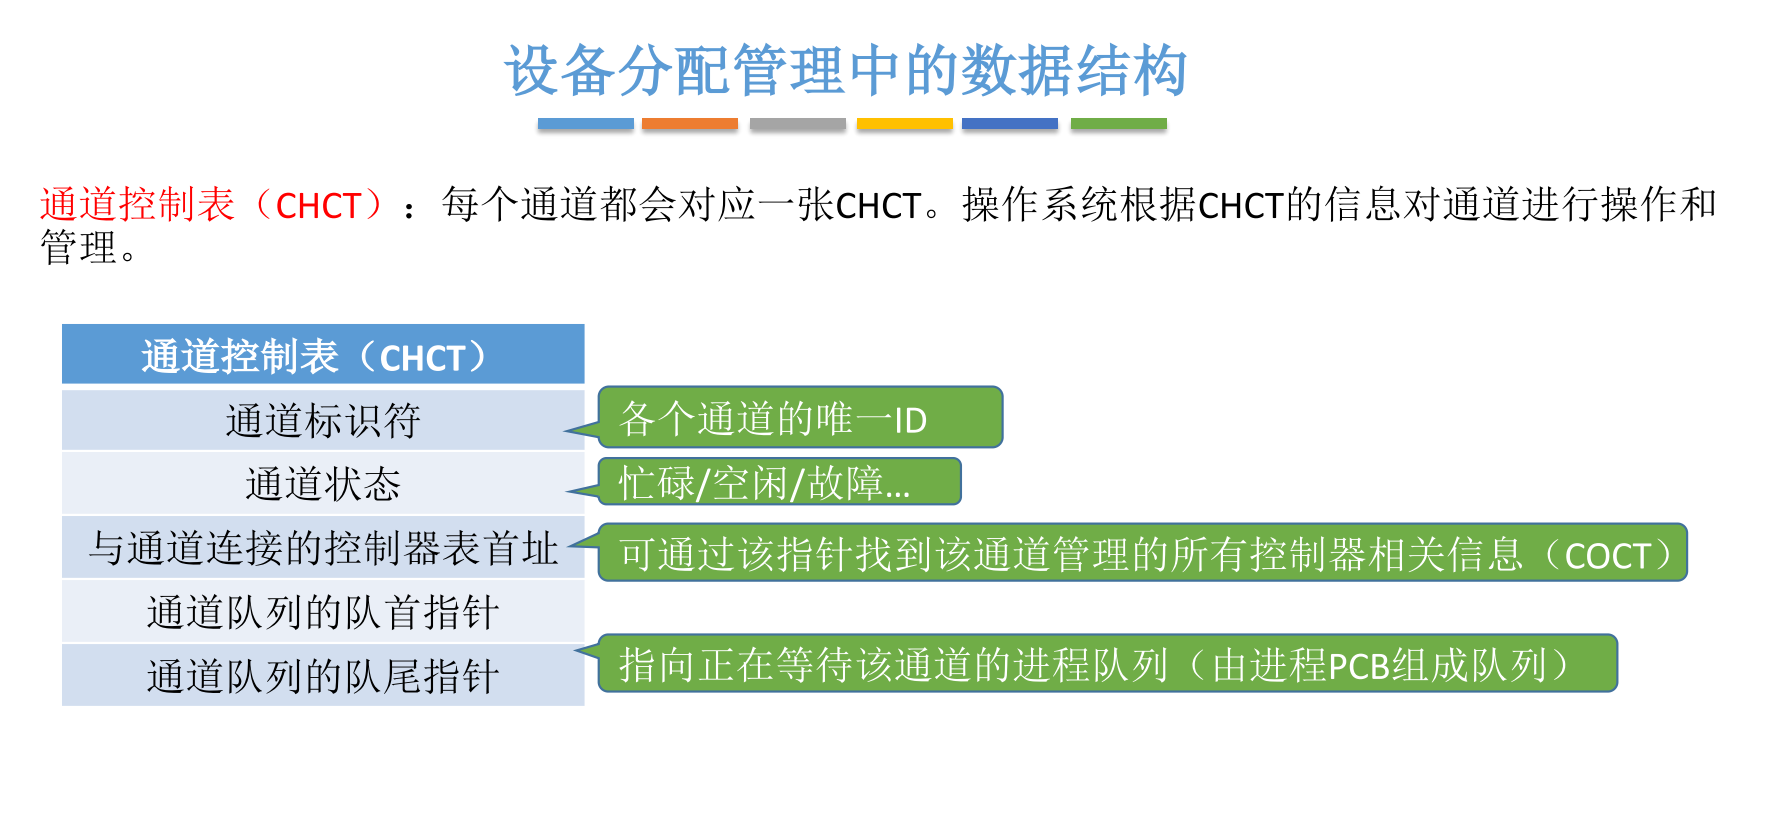 设备分配管理中的数据结构
通道控制表（CHCT）：每个通道都会对应一张CHCT。操作系统根据CHCT的信息对通道进行操作和
管理。
通道控制表（CHCT）
通道标识符
各个通道的唯一ID
通道状态
忙碌/空闲/故障...
与通道连接的控制器表首址
可通过该指针找到该通道管理的所有控制器相关信息（COCT）
通道队列的队首指针
通道队列的队尾指针
指向正在等待该通道的进程队列（由进程PCB组成队列）